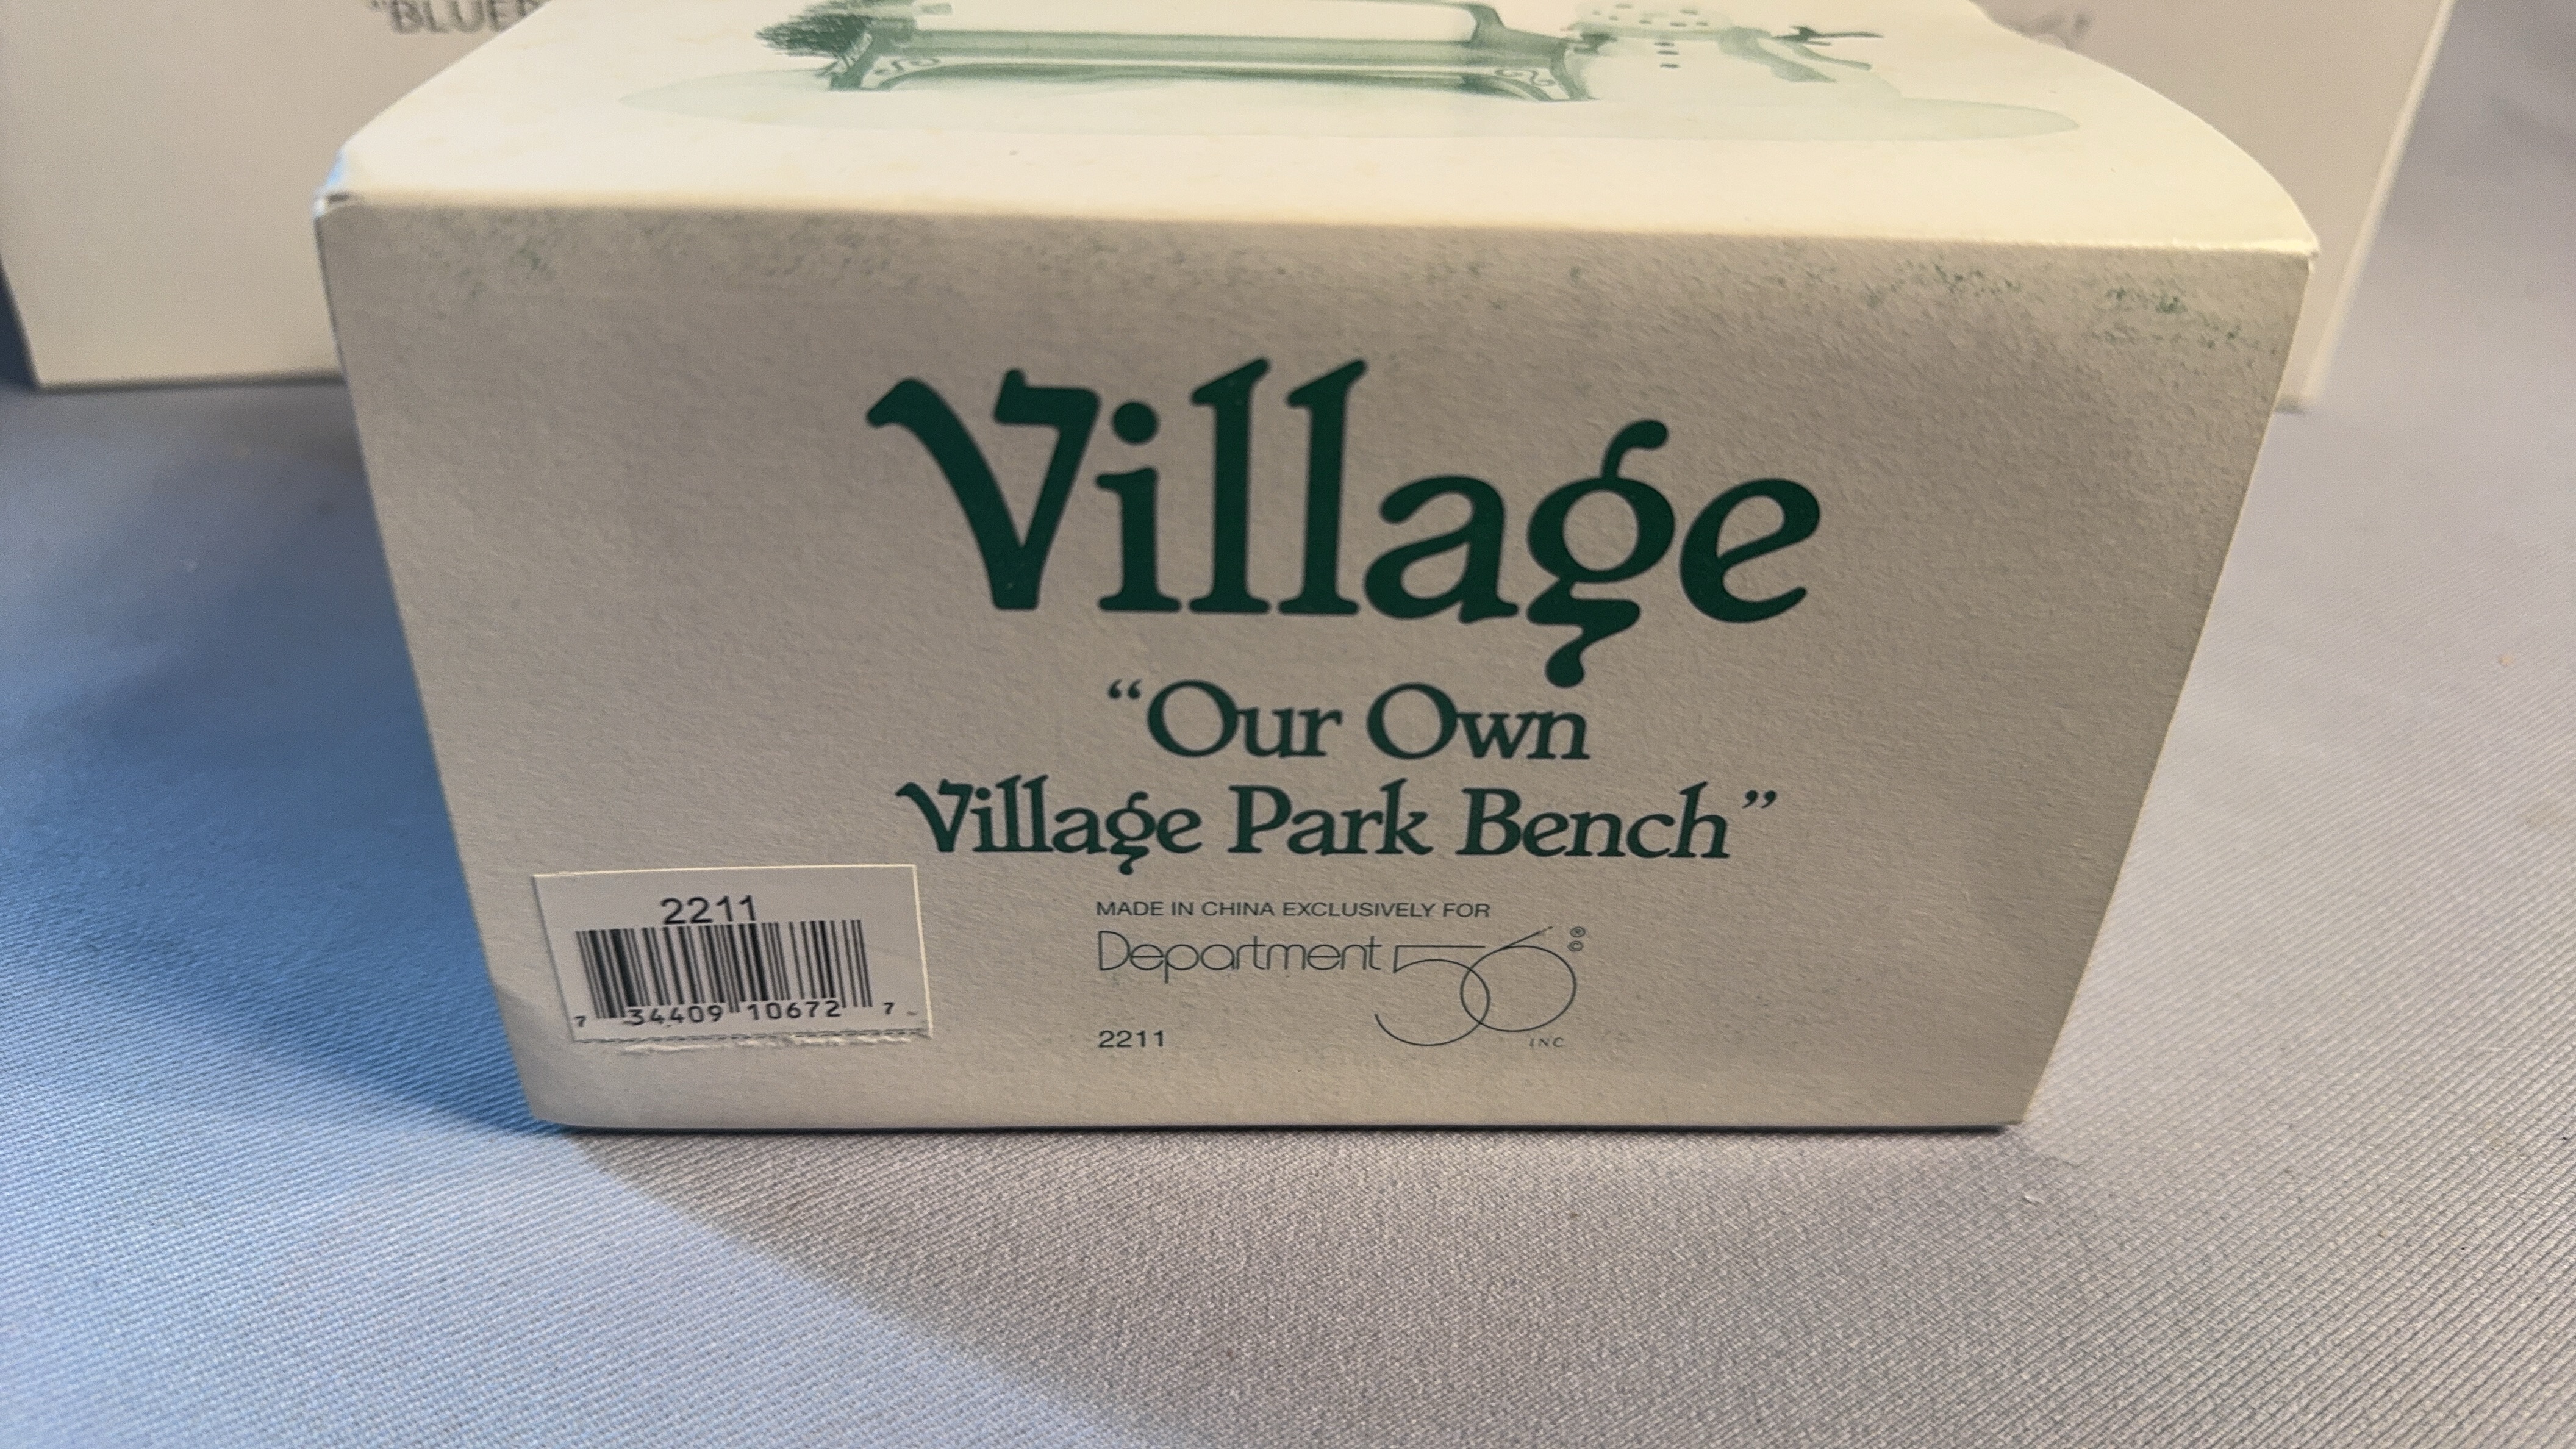 Village
“Our Own
Village Park Bench”
2211
7 34409 10672 7
MADE IN CHINA EXCLUSIVELY FOR
Department 56 ® ©
INC
2211